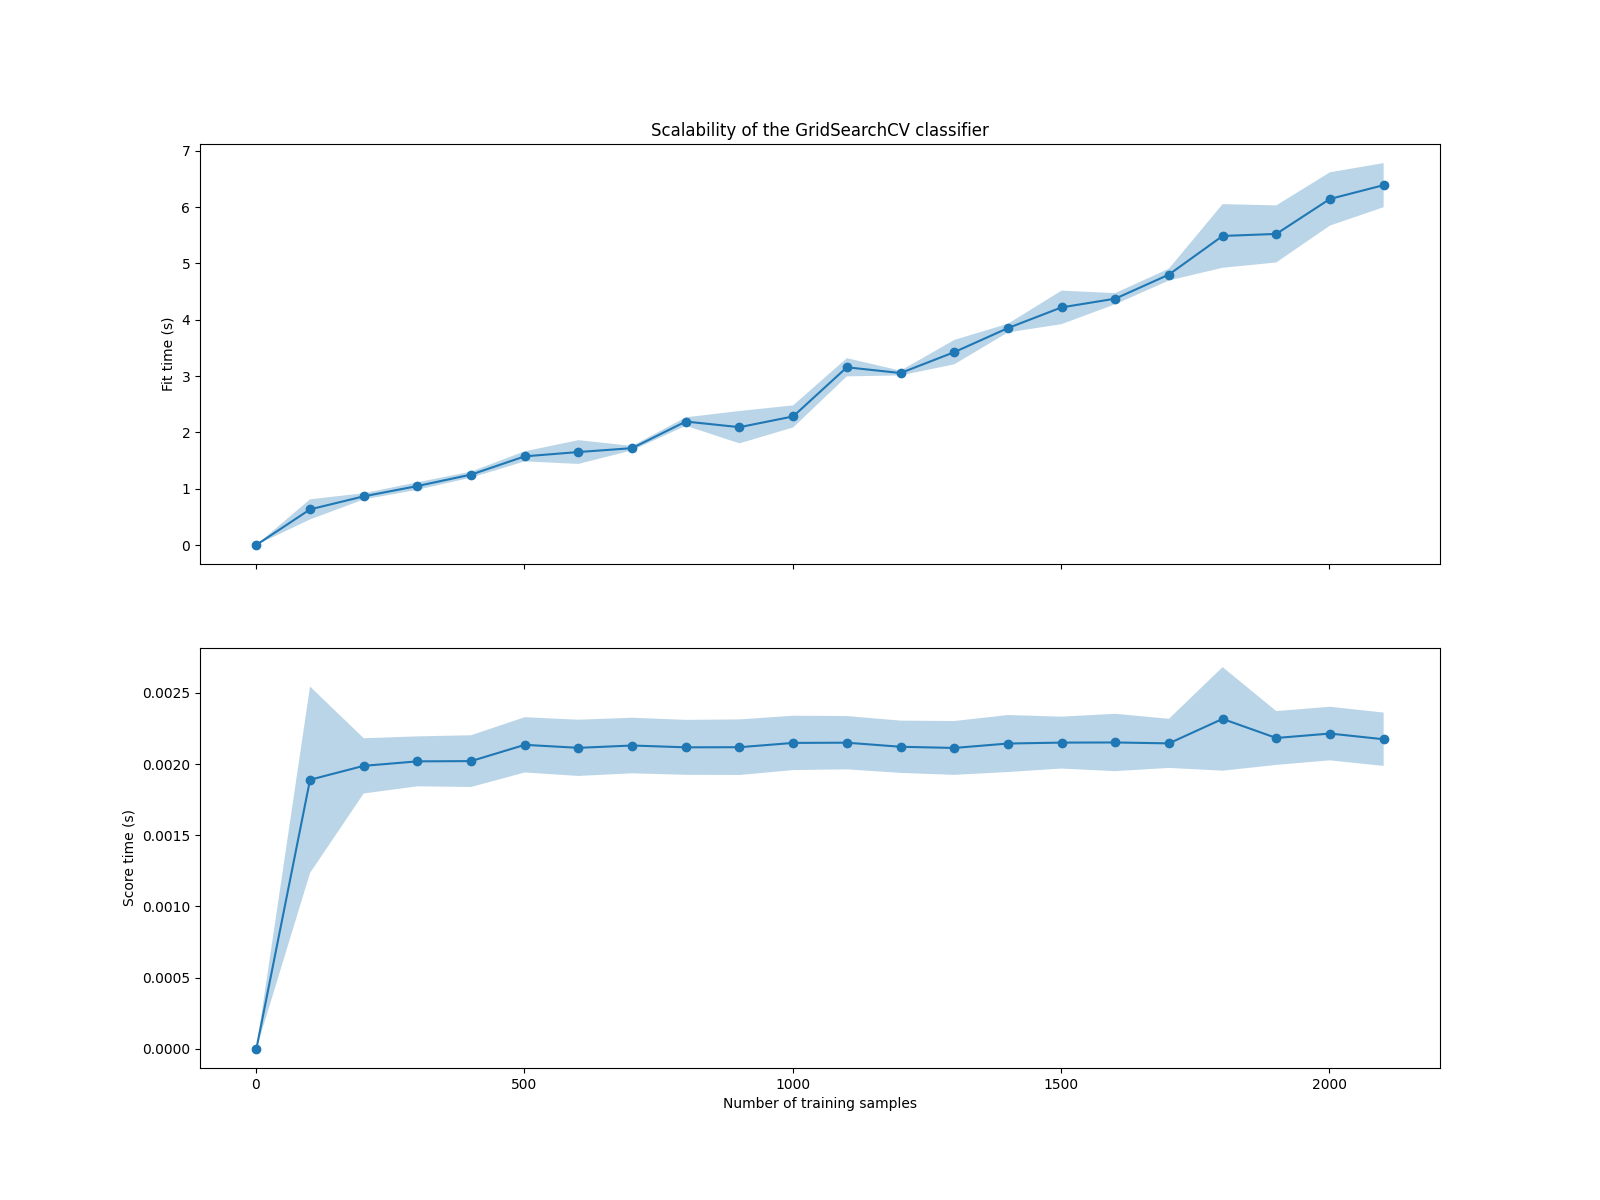 Scalability of the GridSearchCV classifier
7
6
5
4
3
2
1
0
Fit time (s)
0.0025
0.0020
0.0015
0.0010
0.0005
0.0000
Score time (s)
0 500 1000 1500 2000
Number of training samples